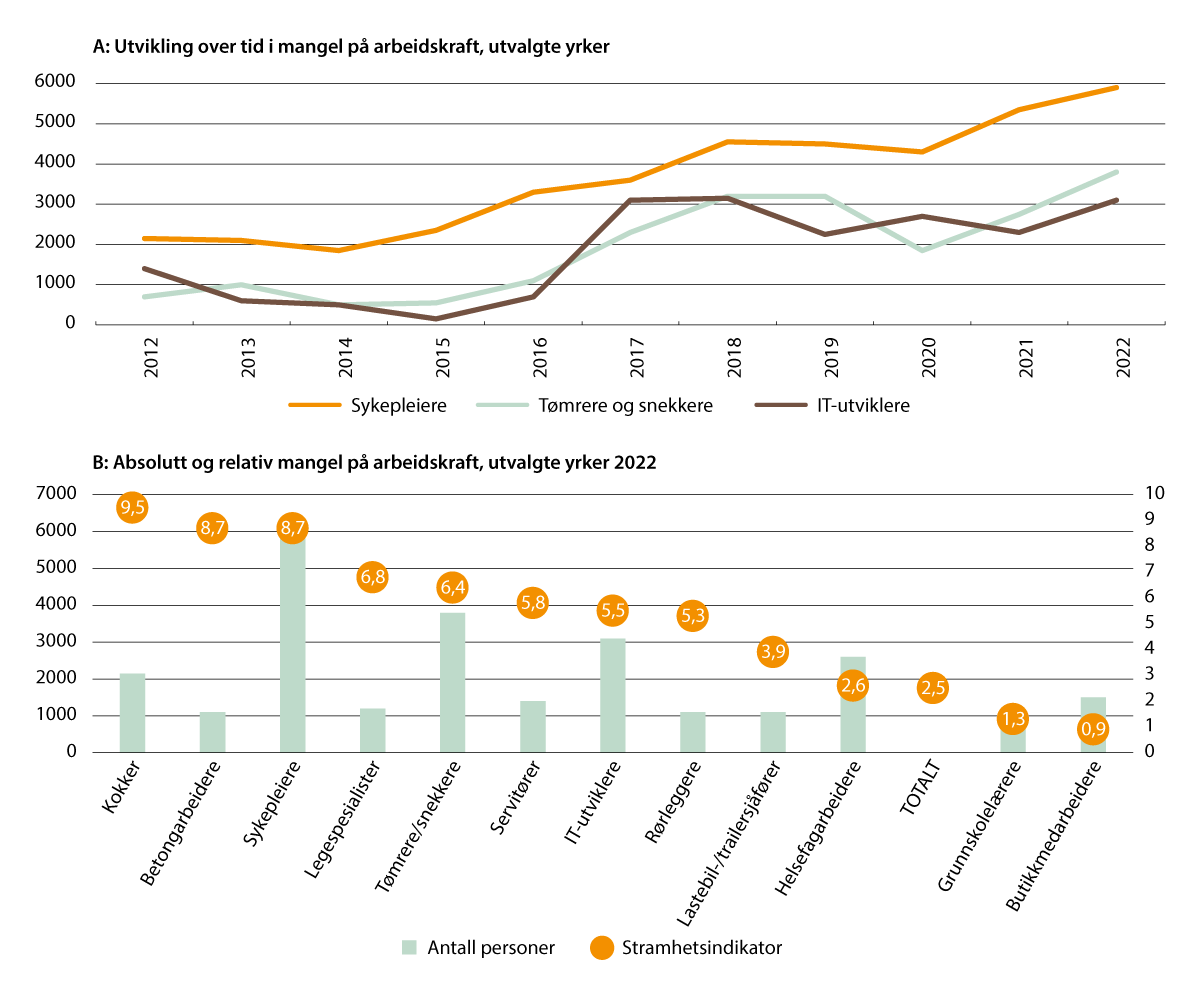 A: Utvikling over tid i mangel på arbeidskraft, utvalgte yrker
6000
5000
4000
3000
2000
1000
0
2012
2013
2014
2015
2016
2017
2018
2019
2020
2021
2022
Sykepleiere
Tømrere og snekkere
IT-utviklere
B: Absolutt og relativ mangel på arbeidskraft, utvalgte yrker 2022
7000
6000
5000
4000
3000
2000
1000
0
9,5
8,7
8,7
6,8
6,4
5,8
5,5
5,3
3,9
2,6
2,5
1,3
0,9
10
9
8
7
6
5
4
3
2
1
0
Kokker
Betongarbeidere
Sykepleiere
Legespesialister
Tømrere/snekkere
Servitører
IT-utviklere
Rørleggere
Lastebil-/trailersjåfører
Helsefagarbeidere
TOTALT
Grunnskolelærere
Butikkmedarbeidere
Antall personer
Stramhetsindikator